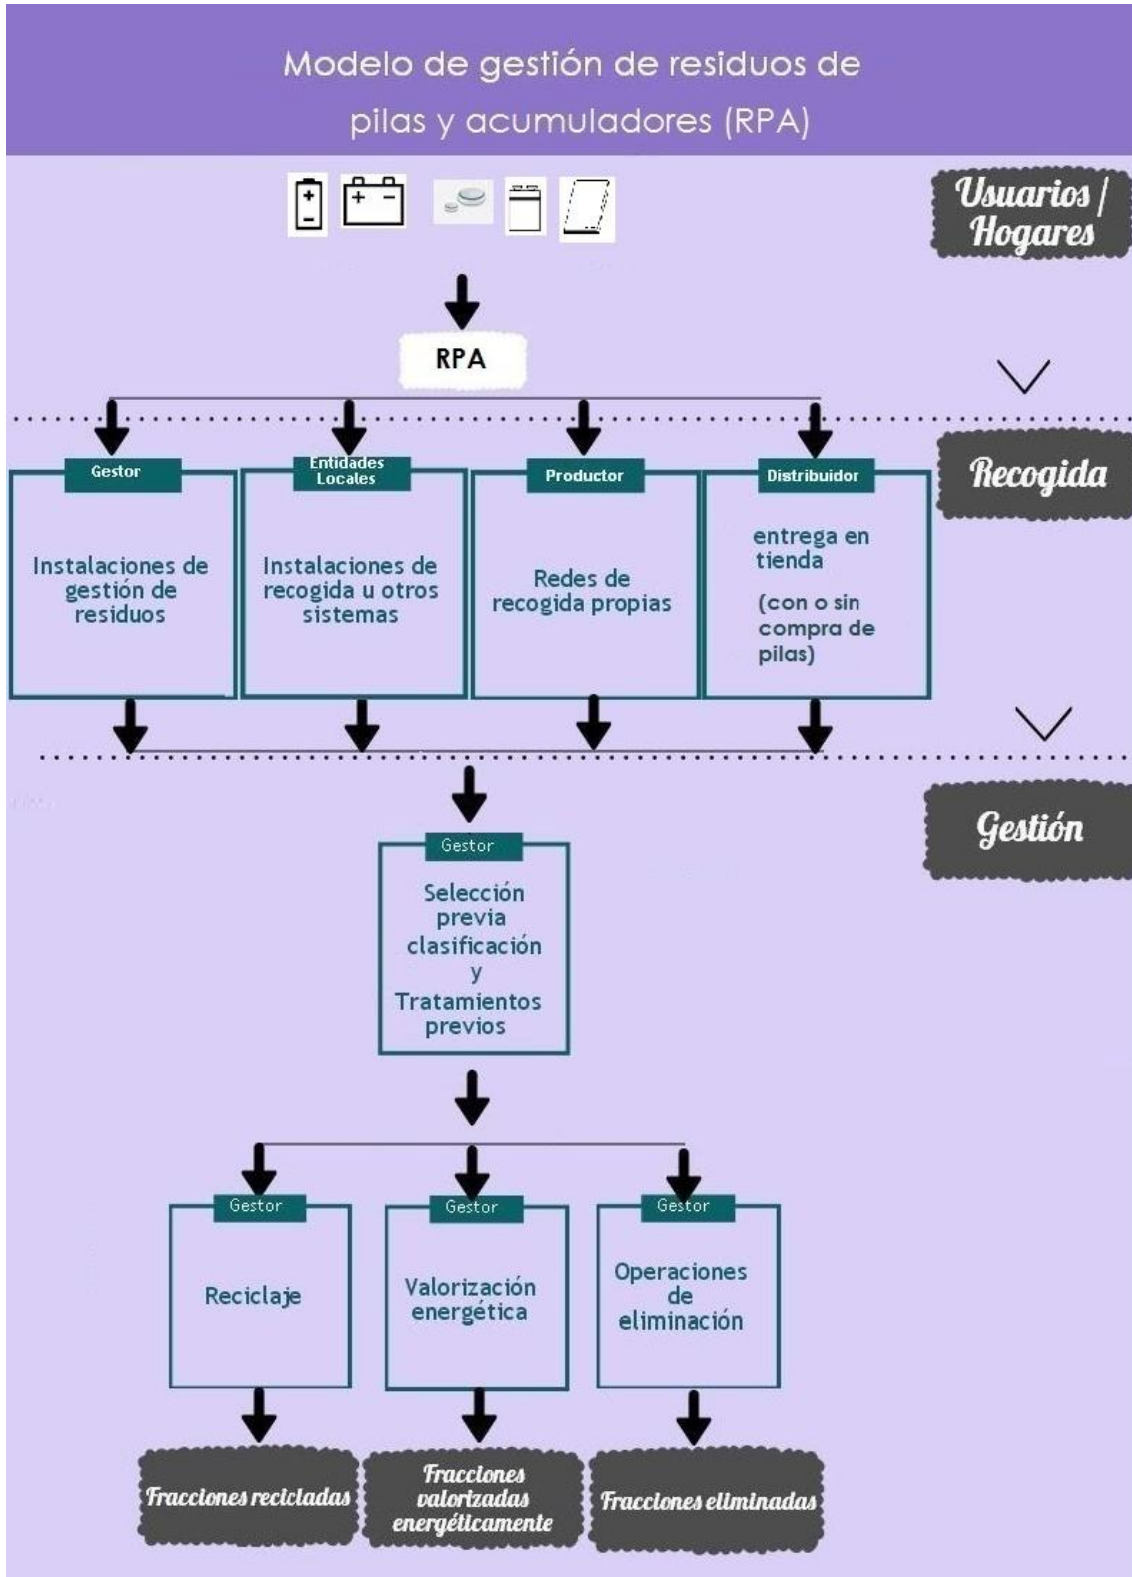 Modelo de gestión de residuos de
pilas y acumuladores (RPA)
Usuarios /
Hogares
RPA
Recogida
Gestor
Instalaciones de
gestión de
residuos
Entidades
Locales
Instalaciones de
recogida u otros
sistemas
Productor
Redes de
recogida propias
Distribuidor
entrega en
tienda
(con o sin
compra de
pilas)
Gestión
Gestor
Selección
previa
clasificación
y
Tratamientos
previos
Gestor
Reciclaje
Gestor
Valorización
energética
Gestor
Operaciones
de
eliminación
Fracciones recicladas
Fracciones
valorizadas
energéticamente
Fracciones eliminadas